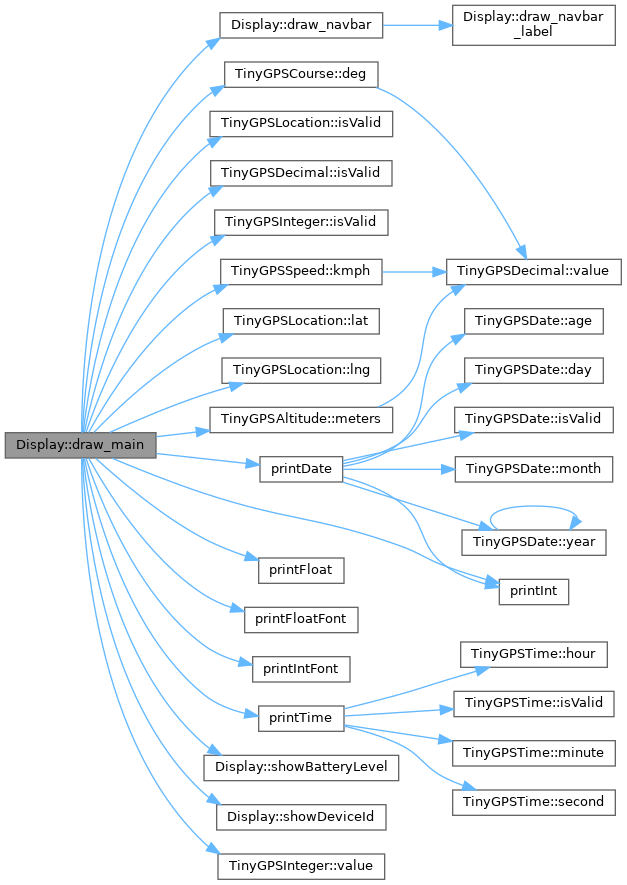 Display::draw_navbar
Display::draw_navbar
_label
TinyGPSCourse::deg
TinyGPSLocation::isValid
TinyGPSDecimal::isValid
TinyGPSInteger::isValid
TinyGPSSpeed::kmph
TinyGPSDecimal::value
TinyGPSLocation::lat
TinyGPSDate::age
TinyGPSLocation::lng
TinyGPSDate::day
TinyGPSAltitude::meters
TinyGPSDate::isValid
Display::draw_main
printDate
TinyGPSDate::month
TinyGPSDate::year
printFloat
printInt
printFloatFont
TinyGPSTime::hour
printIntFont
TinyGPSTime::isValid
printTime
TinyGPSTime::minute
Display::showBatteryLevel
TinyGPSTime::second
Display::showDeviceId
TinyGPSInteger::value